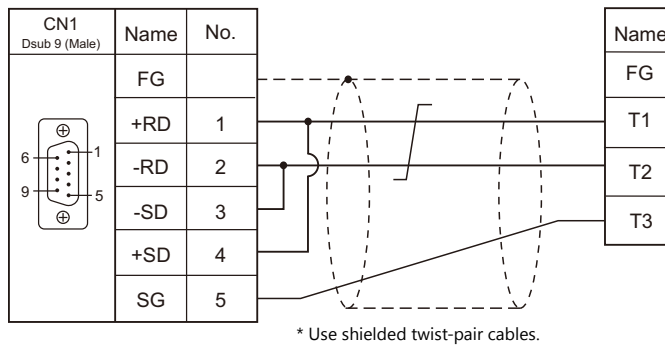 CN1
Dsub 9 (Male)
Name No.
FG
+RD 1
-RD 2
-SD 3
+SD 4
SG 5
6 1
9 5
Name
FG
T1
T2
T3
* Use shielded twist-pair cables.